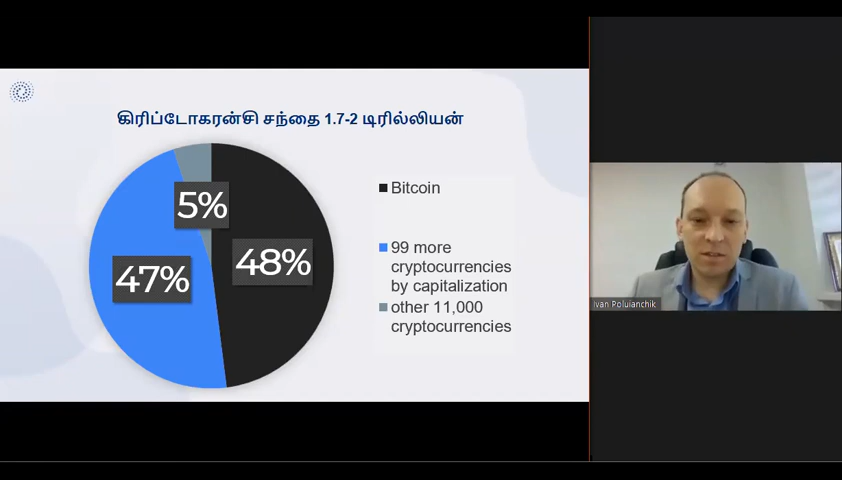 கிரிப்டோகரன்சி சந்தை 1.7-2 டிரில்லியன்
5%
47%
48%
Bitcoin
99 more
cryptocurrencies
by capitalization
other 11,000
cryptocurrencies
Ivan Poluianchik